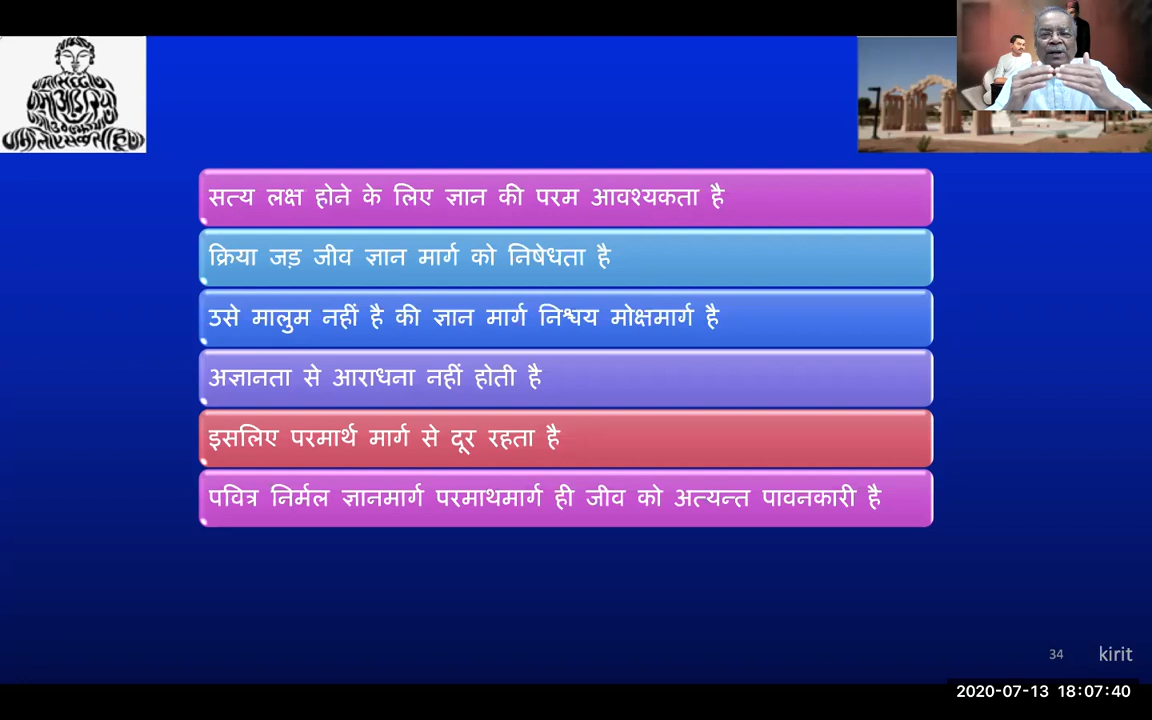 सत्य लक्ष होने के लिए ज्ञान की परम आवश्यकता है
क्रिया जड़ जीव ज्ञान मार्ग को निषेधता है
उसे मालुम नहीं है की ज्ञान मार्ग निश्चय मोक्षमार्ग है
अज्ञानता से आराधना नहीं होती है
इसलिए परमार्थ मार्ग से दूर रहता है
पवित्र निर्मल ज्ञानमार्ग परमाथमार्ग ही जीव को अत्यन्त पावनकारी है
34 kirit
2020-07-13 18:07:40